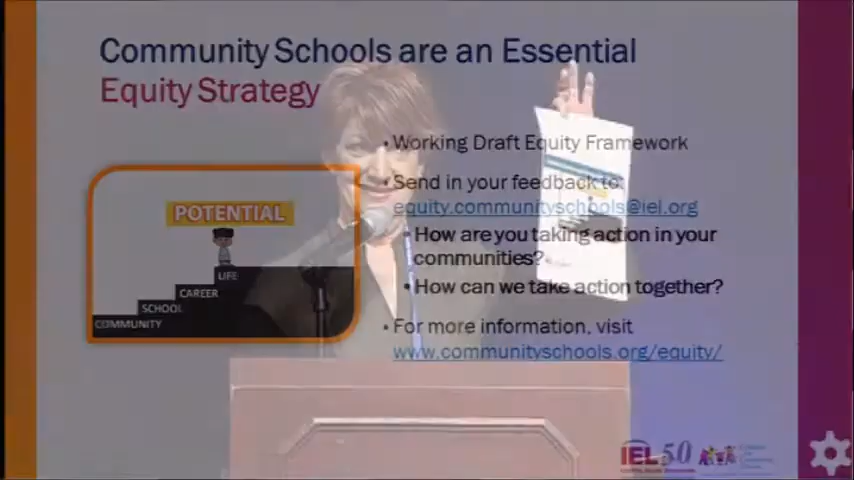 Community Schools are an Essential
Equity Strategy
• Working Draft Equity Framework
• Send in your feedback to:
equity.communityschools@iel.org
• How are you taking action in your
communities?
• How can we take action together?
• For more information, visit
www.communityschools.org/equity/
POTENTIAL
LIFE
CAREER
SCHOOL
COMMUNITY
IEL 50